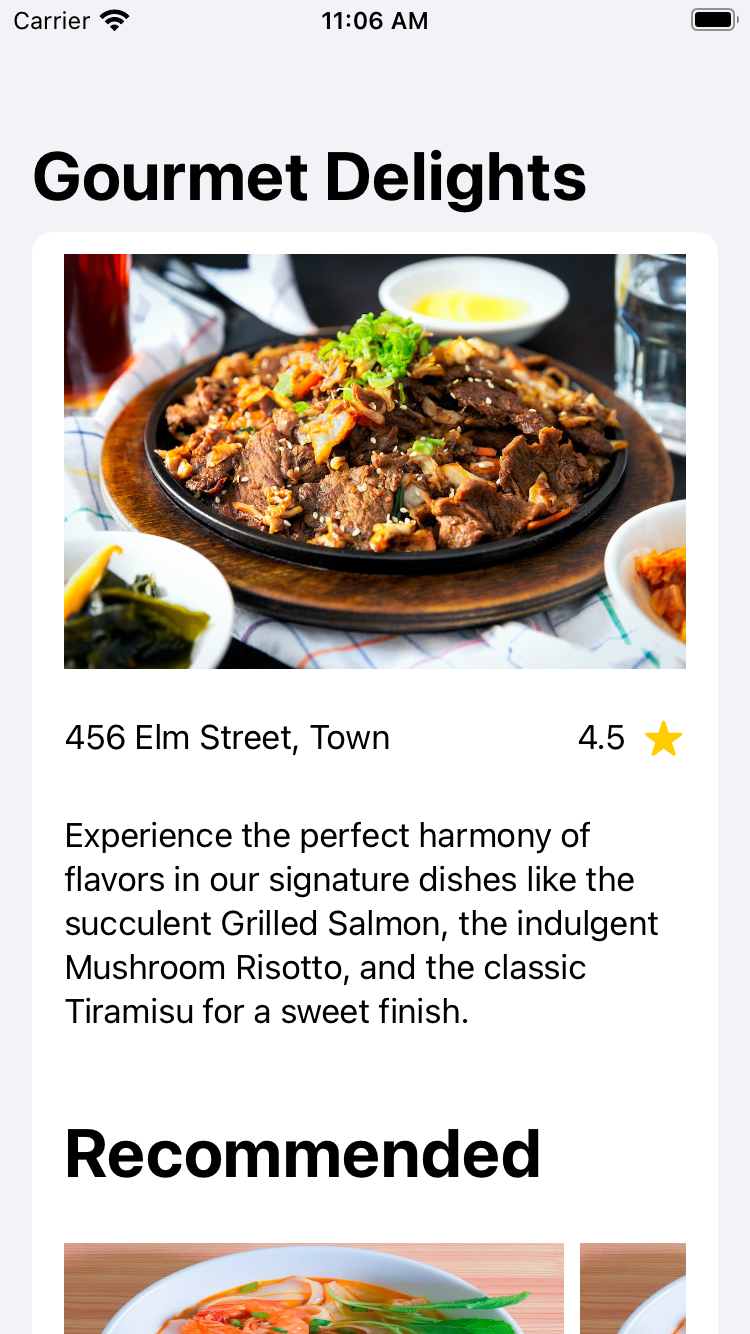 Carrier 11:06 AM
Gourmet Delights
456 Elm Street, Town 4.5
Experience the perfect harmony of
flavors in our signature dishes like the
succulent Grilled Salmon, the indulgent
Mushroom Risotto, and the classic
Tiramisu for a sweet finish.
Recommended